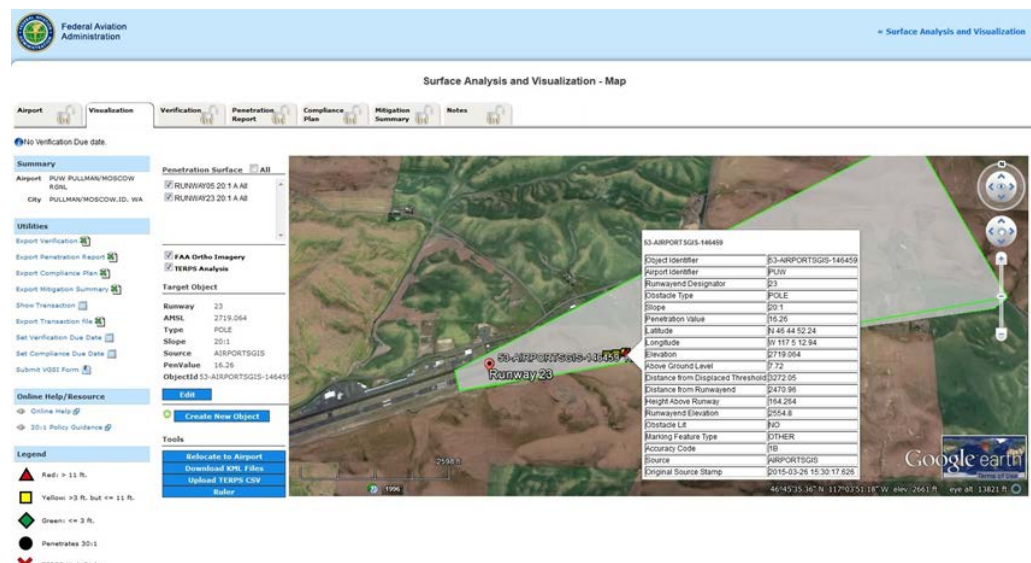 Federal Aviation
Administration
« Surface Analysis and Visualization
Surface Analysis and Visualization - Map
Airport
Visualization
Verification
Penetration Report
Compliance Plan
Mitigation Summary
Notes
No Verification Due date.
Summary
Airport PUW PULLMAN/MOSCOW
RGNL
City PULLMAN/MOSCOW,ID, WA
Utilities
Export Verification
Export Penetration Report
Export Compliance Plan
Export Mitigation Summary
Show Transaction
Export Transaction File
Set Verification Due Date
Set Compliance Due Date
Submit VGSI Form
Online Help/Resource
Online Help
20:1 Policy Guidance
Legend
Red: > 11 ft.
Yellow: >3 ft. but <= 11 ft.
Green: <= 3 ft.
Penetrates 30:1
Penetration Surface All
RUNWAY05 20:1 A All
RUNWAY23 20:1 A All
FAA Ortho Imagery
TERPS Analysis
Target Object
Runway 23
AMSL 2719.064
Type POLE
Slope 20:1
Source AIRPORTSGIS
PenValue 16.26
ObjectId 53-AIRPORTSGIS-146459
Edit
Create New Object
Tools
Relocate to Airport
Download KML Files
Upload TERPS CSV
Ruler
53-AIRPORTSGIS-146459
Runway 23
2598 ft
1996
53-AIRPORTSGIS-146459
Object Identifier 53-AIRPORTSGIS-146459
Airport Identifier PUW
Runwayend Designator 23
Obstacle Type POLE
Slope 20:1
Penetration Value 16.26
Latitude N 46 44 52.24
Longitude W 117 5 12.94
Elevation 2719.064
Above Ground Level 7.72
Distance from Displaced Threshold 3272.05
Distance from Runwayend 2470.96
Height Above Runway 164.264
Runwayend Elevation 2554.8
Obstacle Lit NO
Marking Feature Type OTHER
Accuracy Code 1B
Source AIRPORTSGIS
Original Source Stamp 2015-03-26 15:30:17.626
Google earth
Terms of Use
46°45'35.36" N 117°03'51.18" W elev 2661 ft eye alt 13821 ft